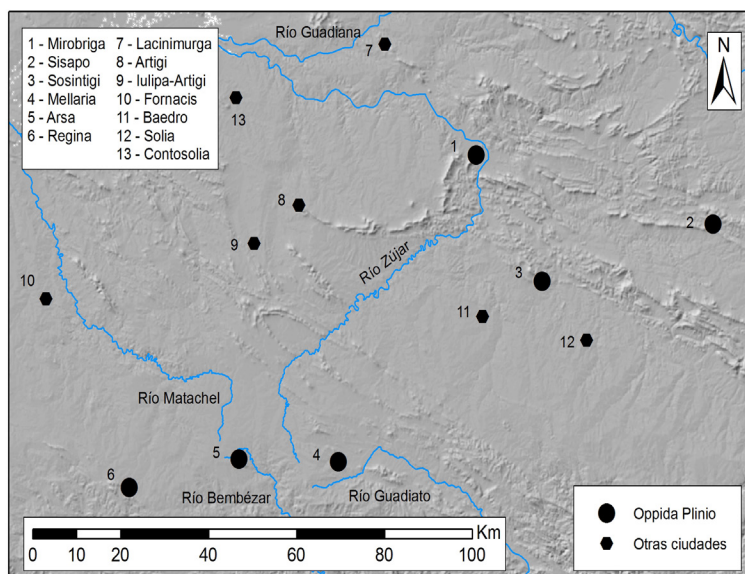 1 - Mirobriga
2 - Sisapo
3 - Sosintigi
4 - Mellaria
5 - Arsa
6 - Regina
7 - Lacinimurga
8 - Artigi
9 - Iulipa-Artigi
10 - Fornacis
11 - Baedro
12 - Solia
13 - Contosolia
Río Guadiana
7
N
13
1
8
2
9
Río Zújar
3
10
11
12
Río Matachel
5
4
6
Río Bembézar
Río Guadiato
Km
0 10 20 40 60 80 100
Oppida Plinio
Otras ciudades